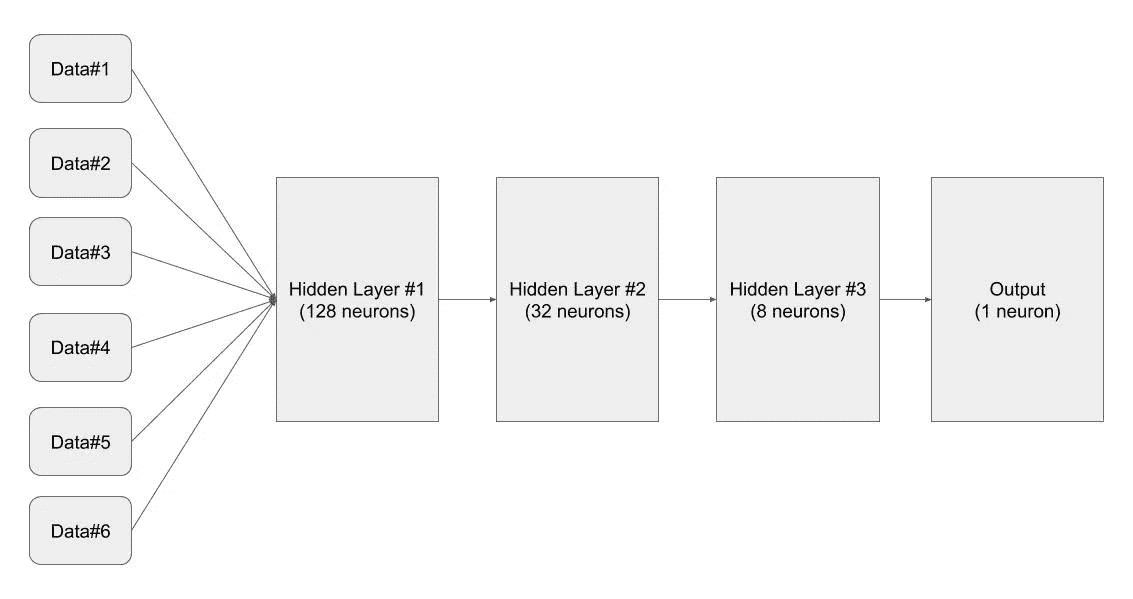 Data#1
Data#2
Data#3
Data#4
Data#5
Data#6
Hidden Layer #1
(128 neurons)
Hidden Layer #2
(32 neurons)
Hidden Layer #3
(8 neurons)
Output
(1 neuron)